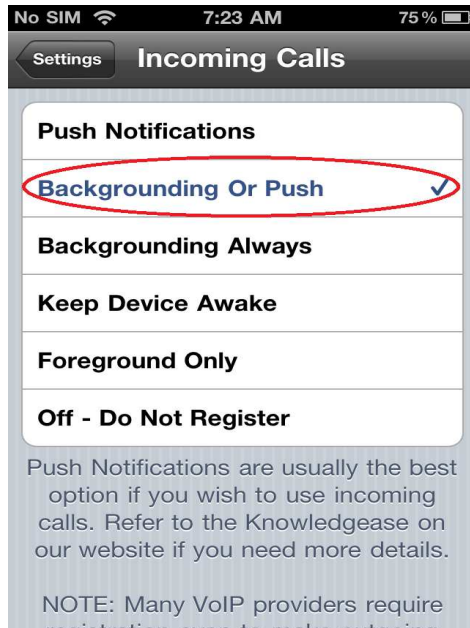 No SIM 7:23 AM 75%
Settings Incoming Calls
Push Notifications
Backgrounding Or Push
Backgrounding Always
Keep Device Awake
Foreground Only
Off - Do Not Register
Push Notifications are usually the best
option if you wish to use incoming
calls. Refer to the Knowledgease on
our website if you need more details.
NOTE: Many VoIP providers require